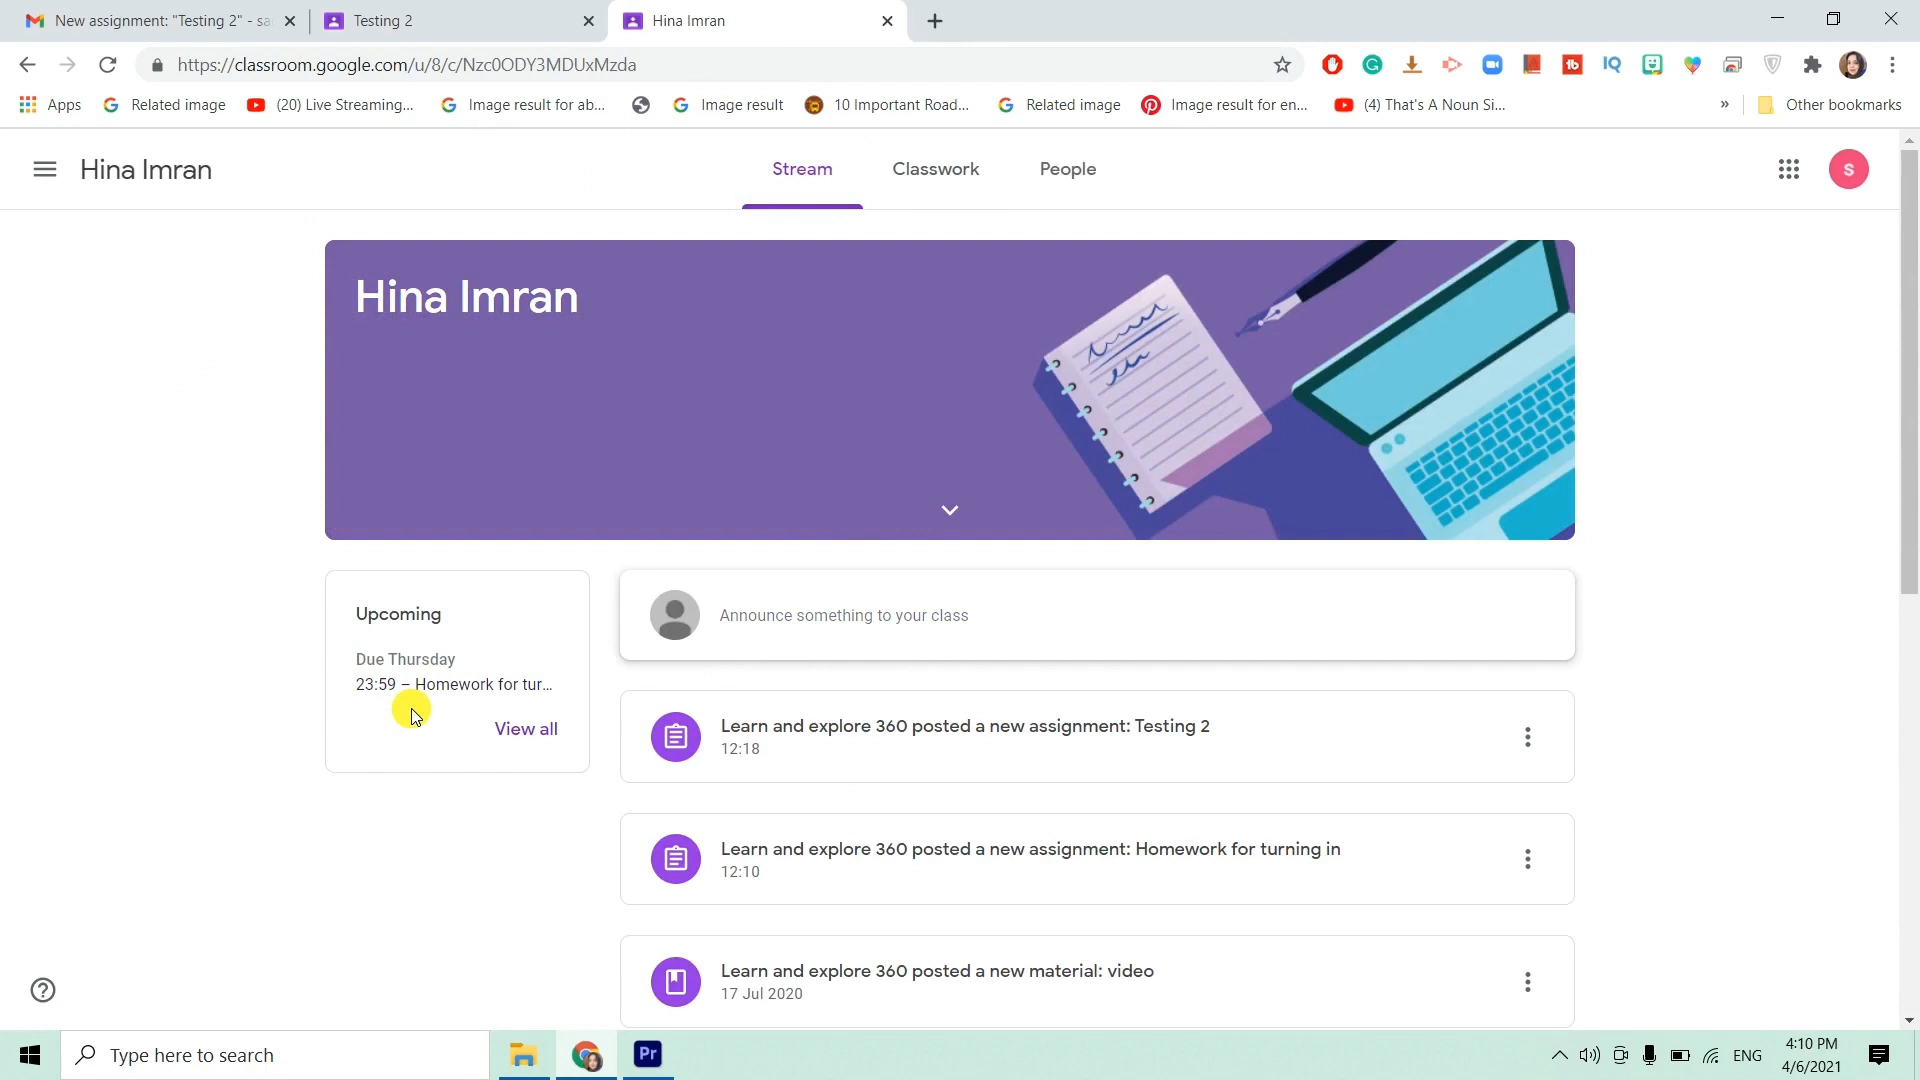 New assignment: "Testing 2" - sa
Testing 2
Hina Imran
https://classroom.google.com/u/8/c/Nzc0ODY3MDUxMzda
Apps
Related image
(20) Live Streaming...
Image result for ab...
Image result
10 Important Road...
Related image
Image result for en...
(4) That's A Noun Si...
»
Other bookmarks
Hina Imran
Stream
Classwork
People
s
Hina Imran
Upcoming
Due Thursday
23:59 – Homework for tur...
View all
Announce something to your class
Learn and explore 360 posted a new assignment: Testing 2
12:18
Learn and explore 360 posted a new assignment: Homework for turning in
12:10
Learn and explore 360 posted a new material: video
17 Jul 2020
Type here to search
Pr
ENG
4:10 PM
4/6/2021